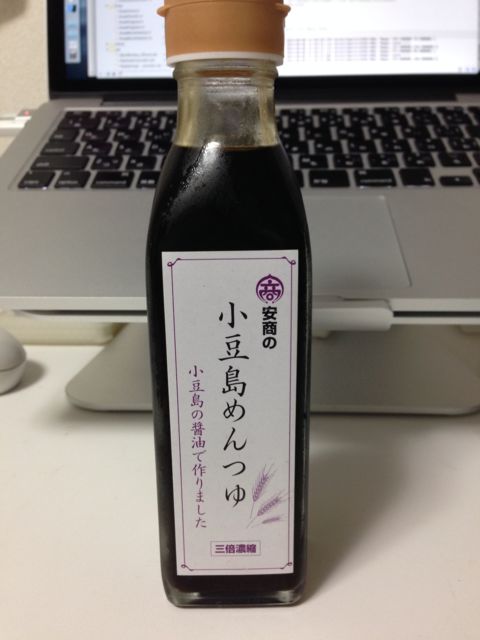 安商の
小豆島めんつゆ
小豆島の醬油で作りました
三倍濃縮